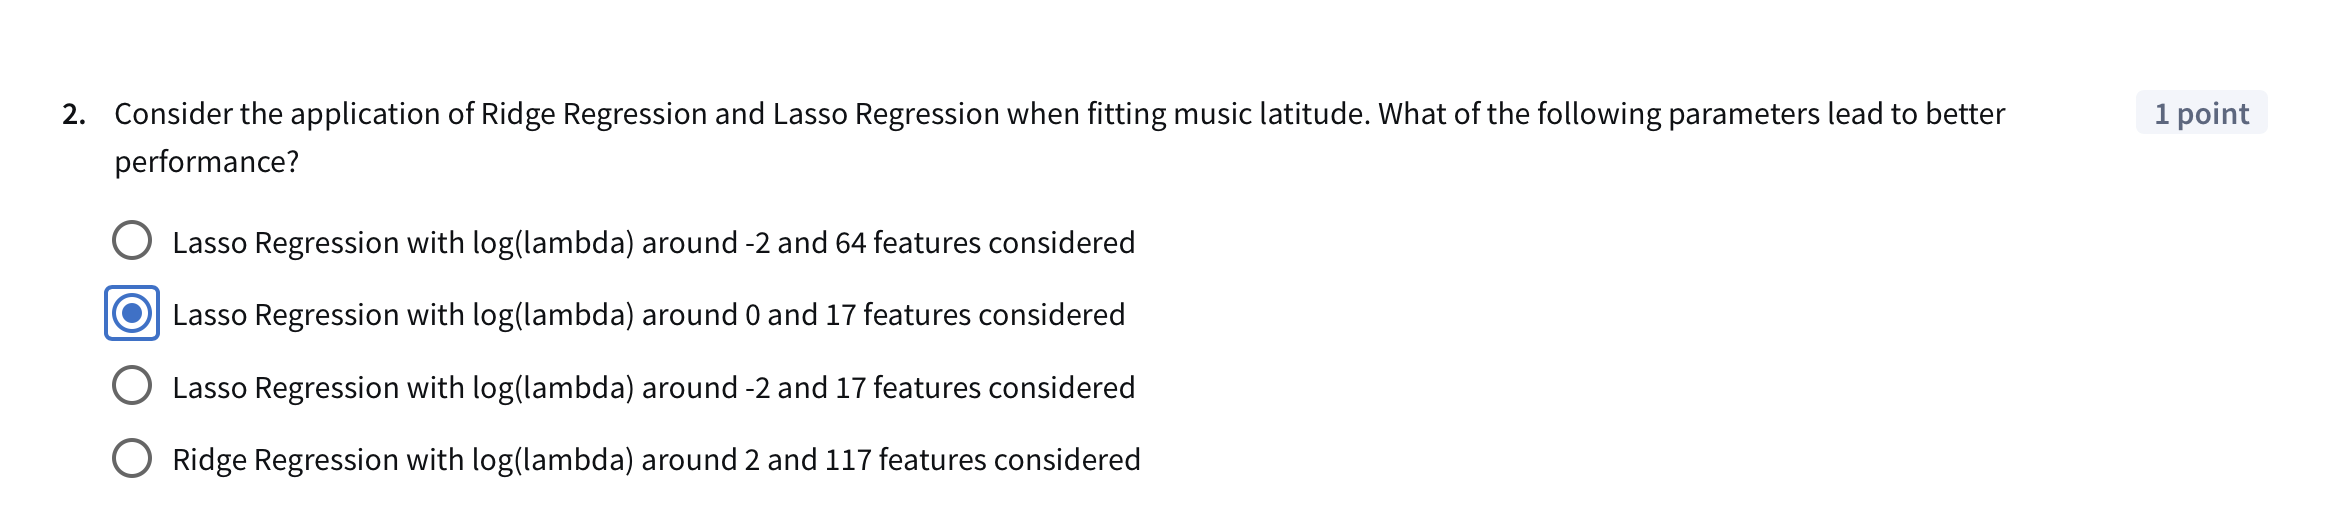 2. Consider the application of Ridge Regression and Lasso Regression when fitting music latitude. What of the following parameters lead to better
performance?
1 point
Lasso Regression with log(lambda) around -2 and 64 features considered
Lasso Regression with log(lambda) around 0 and 17 features considered
Lasso Regression with log(lambda) around -2 and 17 features considered
Ridge Regression with log(lambda) around 2 and 117 features considered